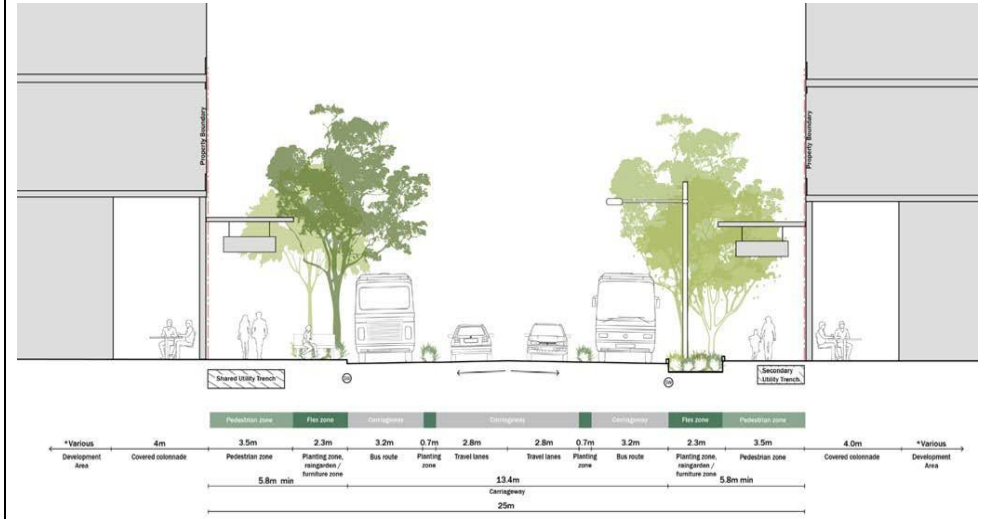 Property Boundary
Property Boundary
Shared Utility Trench
SW
SW
Secondary
Utility Trench
Pedestrian zone
Flex zone
Carriageway
Carriageway
Carriageway
Flex zone
Pedestrian zone
*Various
4m
3.5m
2.3m
3.2m
0.7m
2.8m
2.8m
0.7m
3.2m
2.3m
3.5m
4.0m
*Various
Development
Area
Covered colonnade
Pedestrian zone
Planting zone,
raingarden /
furniture zone
Bus route
Planting
zone
Travel lanes
Travel lanes
Planting
zone
Bus route
Planting zone,
raingarden /
furniture zone
Pedestrian zone
Covered colonnade
Development
Area
5.8m min
13.4m
5.8m min
Carriageway
25m